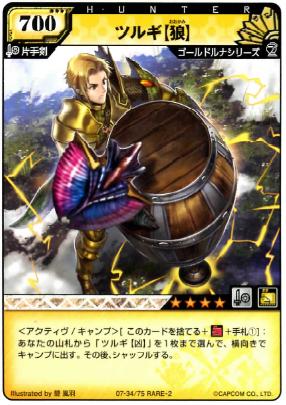 HUNTER
700
おおかみ
ツルギ【狼】
片手剣
ゴールドルナシリーズ
<アクティヴ/キャンプ>[このカードを捨てる+ +手札①]:
あなたの山札から「ツルギ【凶】」を1枚まで選んで、横向きで
キャンプに出す。その後、シャッフルする。
Illustrated by 碧 風羽
07-34/75 RARE-2
©CAPCOM CO., LTD.